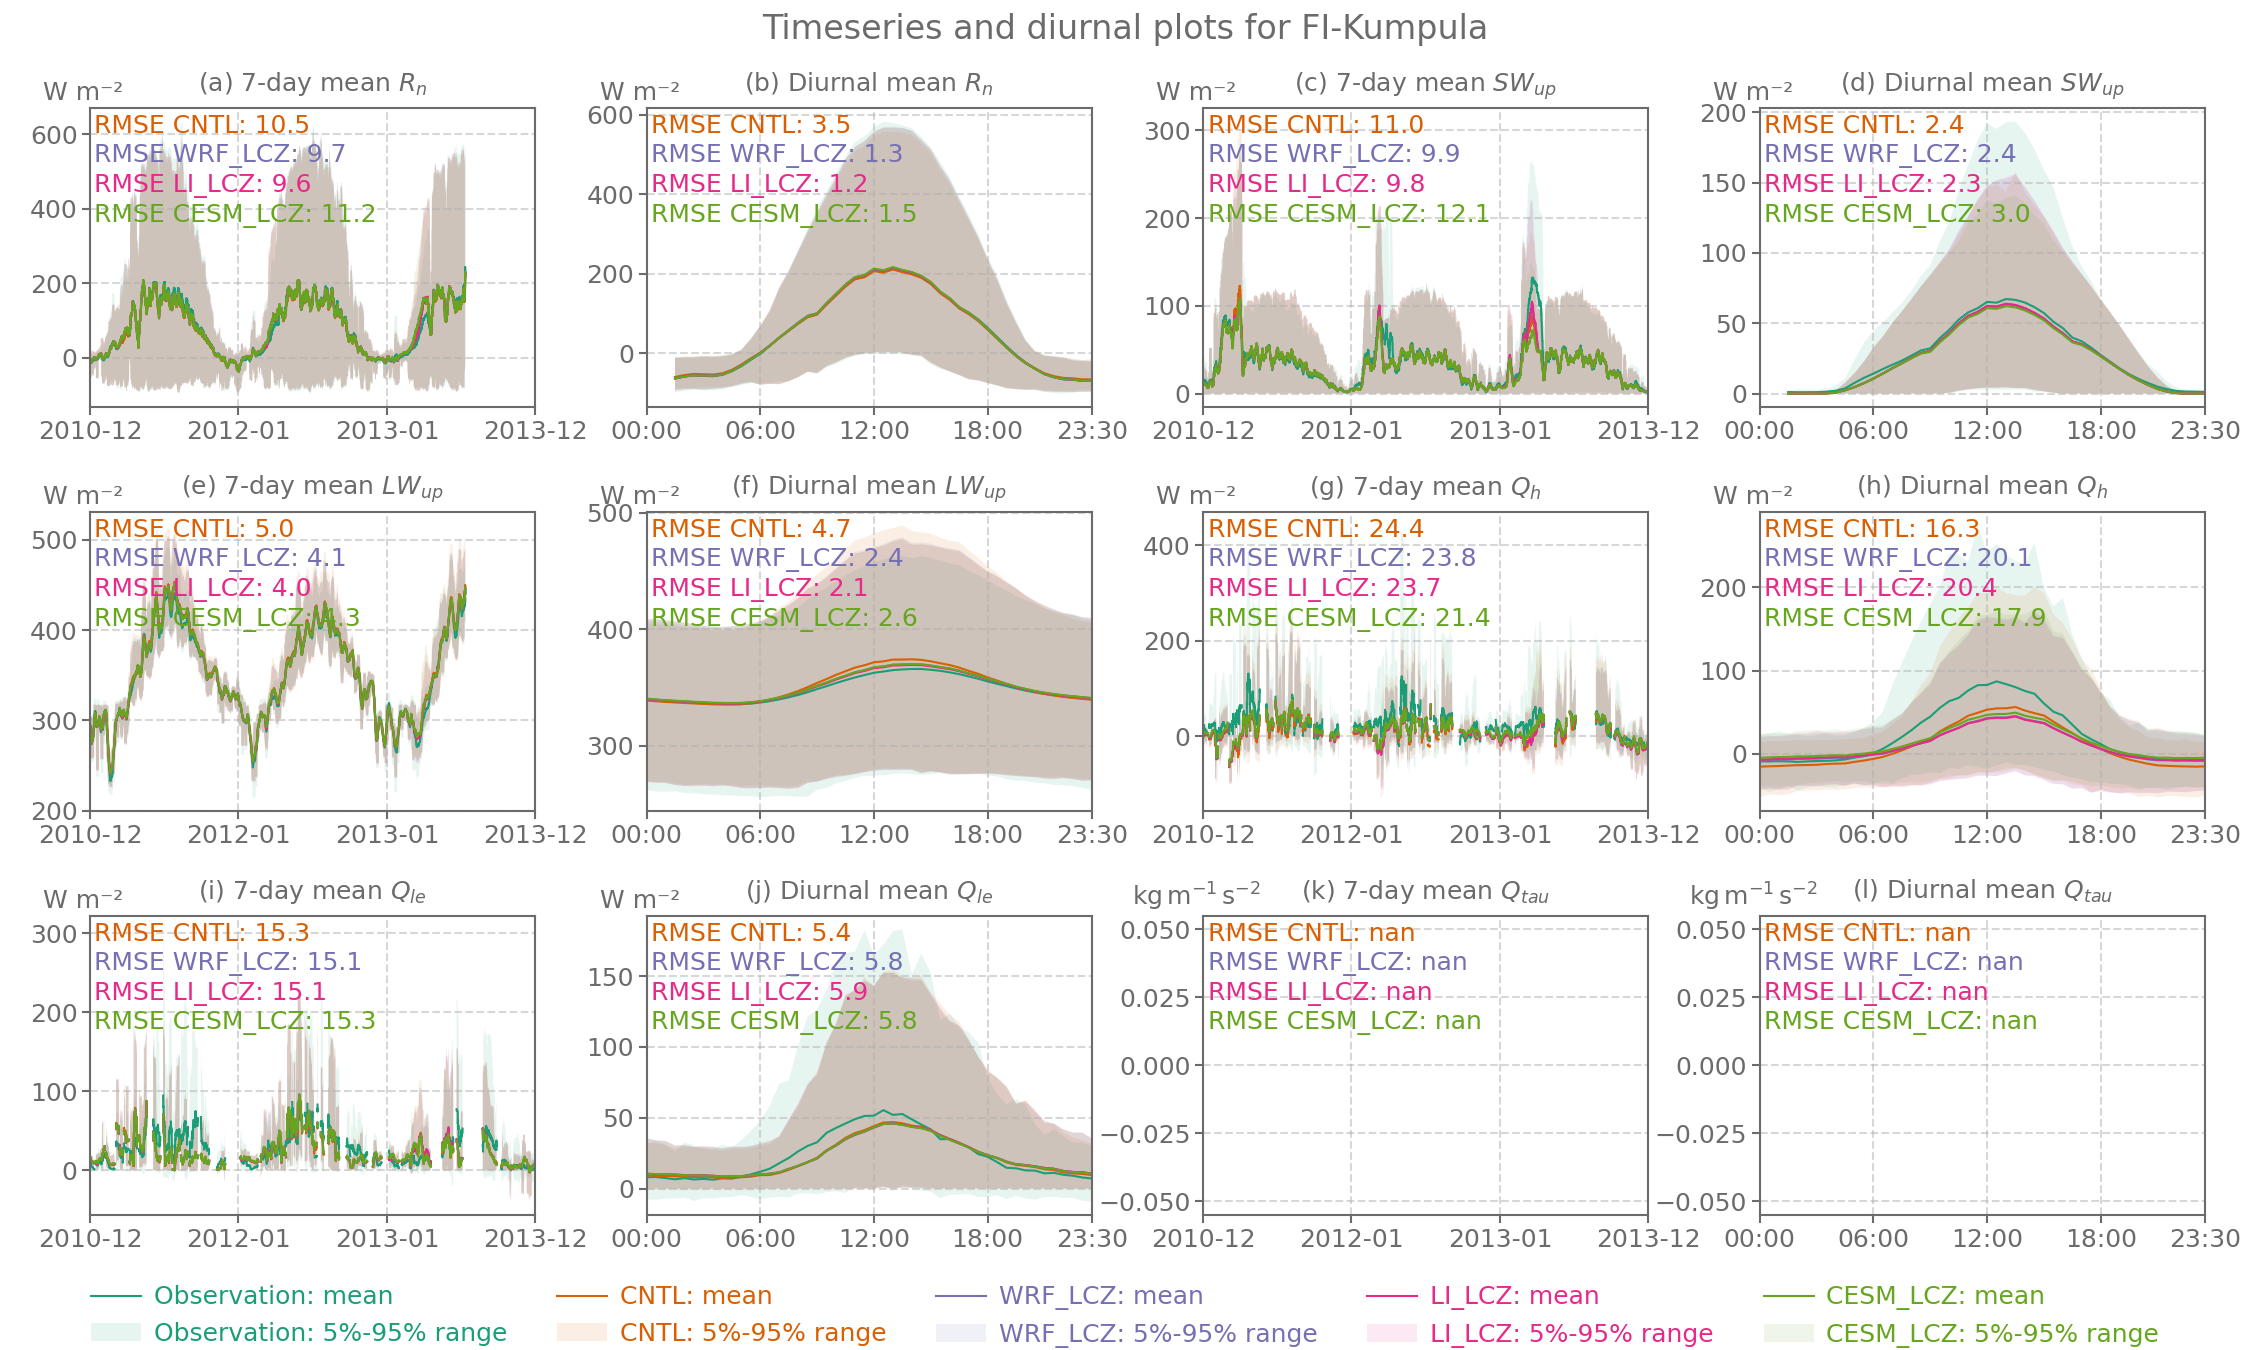 Timeseries and diurnal plots for FI-Kumpula
W m⁻²
(a) 7-day mean Rₙ
RMSE CNTL: 10.5
RMSE WRF_LCZ: 9.7
RMSE LI_LCZ: 9.6
RMSE CESM_LCZ: 11.2
600
400
200
0
2010-12 2012-01 2013-01 2013-12
W m⁻²
(b) Diurnal mean Rₙ
RMSE CNTL: 3.5
RMSE WRF_LCZ: 1.3
RMSE LI_LCZ: 1.2
RMSE CESM_LCZ: 1.5
600
400
200
0
00:00 06:00 12:00 18:00 23:30
W m⁻²
(c) 7-day mean SW_up
RMSE CNTL: 11.0
RMSE WRF_LCZ: 9.9
RMSE LI_LCZ: 9.8
RMSE CESM_LCZ: 12.1
300
200
100
0
2010-12 2012-01 2013-01 2013-12
W m⁻²
(d) Diurnal mean SW_up
RMSE CNTL: 2.4
RMSE WRF_LCZ: 2.4
RMSE LI_LCZ: 2.3
RMSE CESM_LCZ: 3.0
200
150
100
50
0
00:00 06:00 12:00 18:00 23:30
W m⁻²
(e) 7-day mean LW_up
RMSE CNTL: 5.0
RMSE WRF_LCZ: 4.1
RMSE LI_LCZ: 4.0
RMSE CESM_LCZ:
500
400
300
200
2010-12 2012-01 2013-01 2013-12
W m⁻²
(f) Diurnal mean LW_up
RMSE CNTL: 4.7
RMSE WRF_LCZ: 2.4
RMSE LI_LCZ: 2.1
RMSE CESM_LCZ: 2.6
500
400
300
00:00 06:00 12:00 18:00 23:30
W m⁻²
(g) 7-day mean Q_h
RMSE CNTL: 24.4
RMSE WRF_LCZ: 23.8
RMSE LI_LCZ: 23.7
RMSE CESM_LCZ: 21.4
400
200
0
2010-12 2012-01 2013-01 2013-12
W m⁻²
(h) Diurnal mean Q_h
RMSE CNTL: 16.3
RMSE WRF_LCZ: 20.1
RMSE LI_LCZ: 20.4
RMSE CESM_LCZ: 17.9
200
100
0
00:00 06:00 12:00 18:00 23:30
W m⁻²
(i) 7-day mean Q_le
RMSE CNTL: 15.3
RMSE WRF_LCZ: 15.1
RMSE LI_LCZ: 15.1
RMSE CESM_LCZ: 15.3
300
200
100
0
2010-12 2012-01 2013-01 2013-12
W m⁻²
(j) Diurnal mean Q_le
RMSE CNTL: 5.4
RMSE WRF_LCZ: 5.8
RMSE LI_LCZ: 5.9
RMSE CESM_LCZ: 5.8
150
100
50
0
00:00 06:00 12:00 18:00 23:30
kg m⁻¹ s⁻²
(k) 7-day mean Q_tau
RMSE CNTL: nan
RMSE WRF_LCZ: nan
RMSE LI_LCZ: nan
RMSE CESM_LCZ: nan
0.050
0.025
0.000
−0.025
−0.050
2010-12 2012-01 2013-01 2013-12
kg m⁻¹ s⁻²
(l) Diurnal mean Q_tau
RMSE CNTL: nan
RMSE WRF_LCZ: nan
RMSE LI_LCZ: nan
RMSE CESM_LCZ: nan
0.050
0.025
0.000
−0.025
−0.050
00:00 06:00 12:00 18:00 23:30
Observation: mean CNTL: mean WRF_LCZ: mean LI_LCZ: mean CESM_LCZ: mean
Observation: 5%-95% range CNTL: 5%-95% range WRF_LCZ: 5%-95% range LI_LCZ: 5%-95% range CESM_LCZ: 5%-95% range